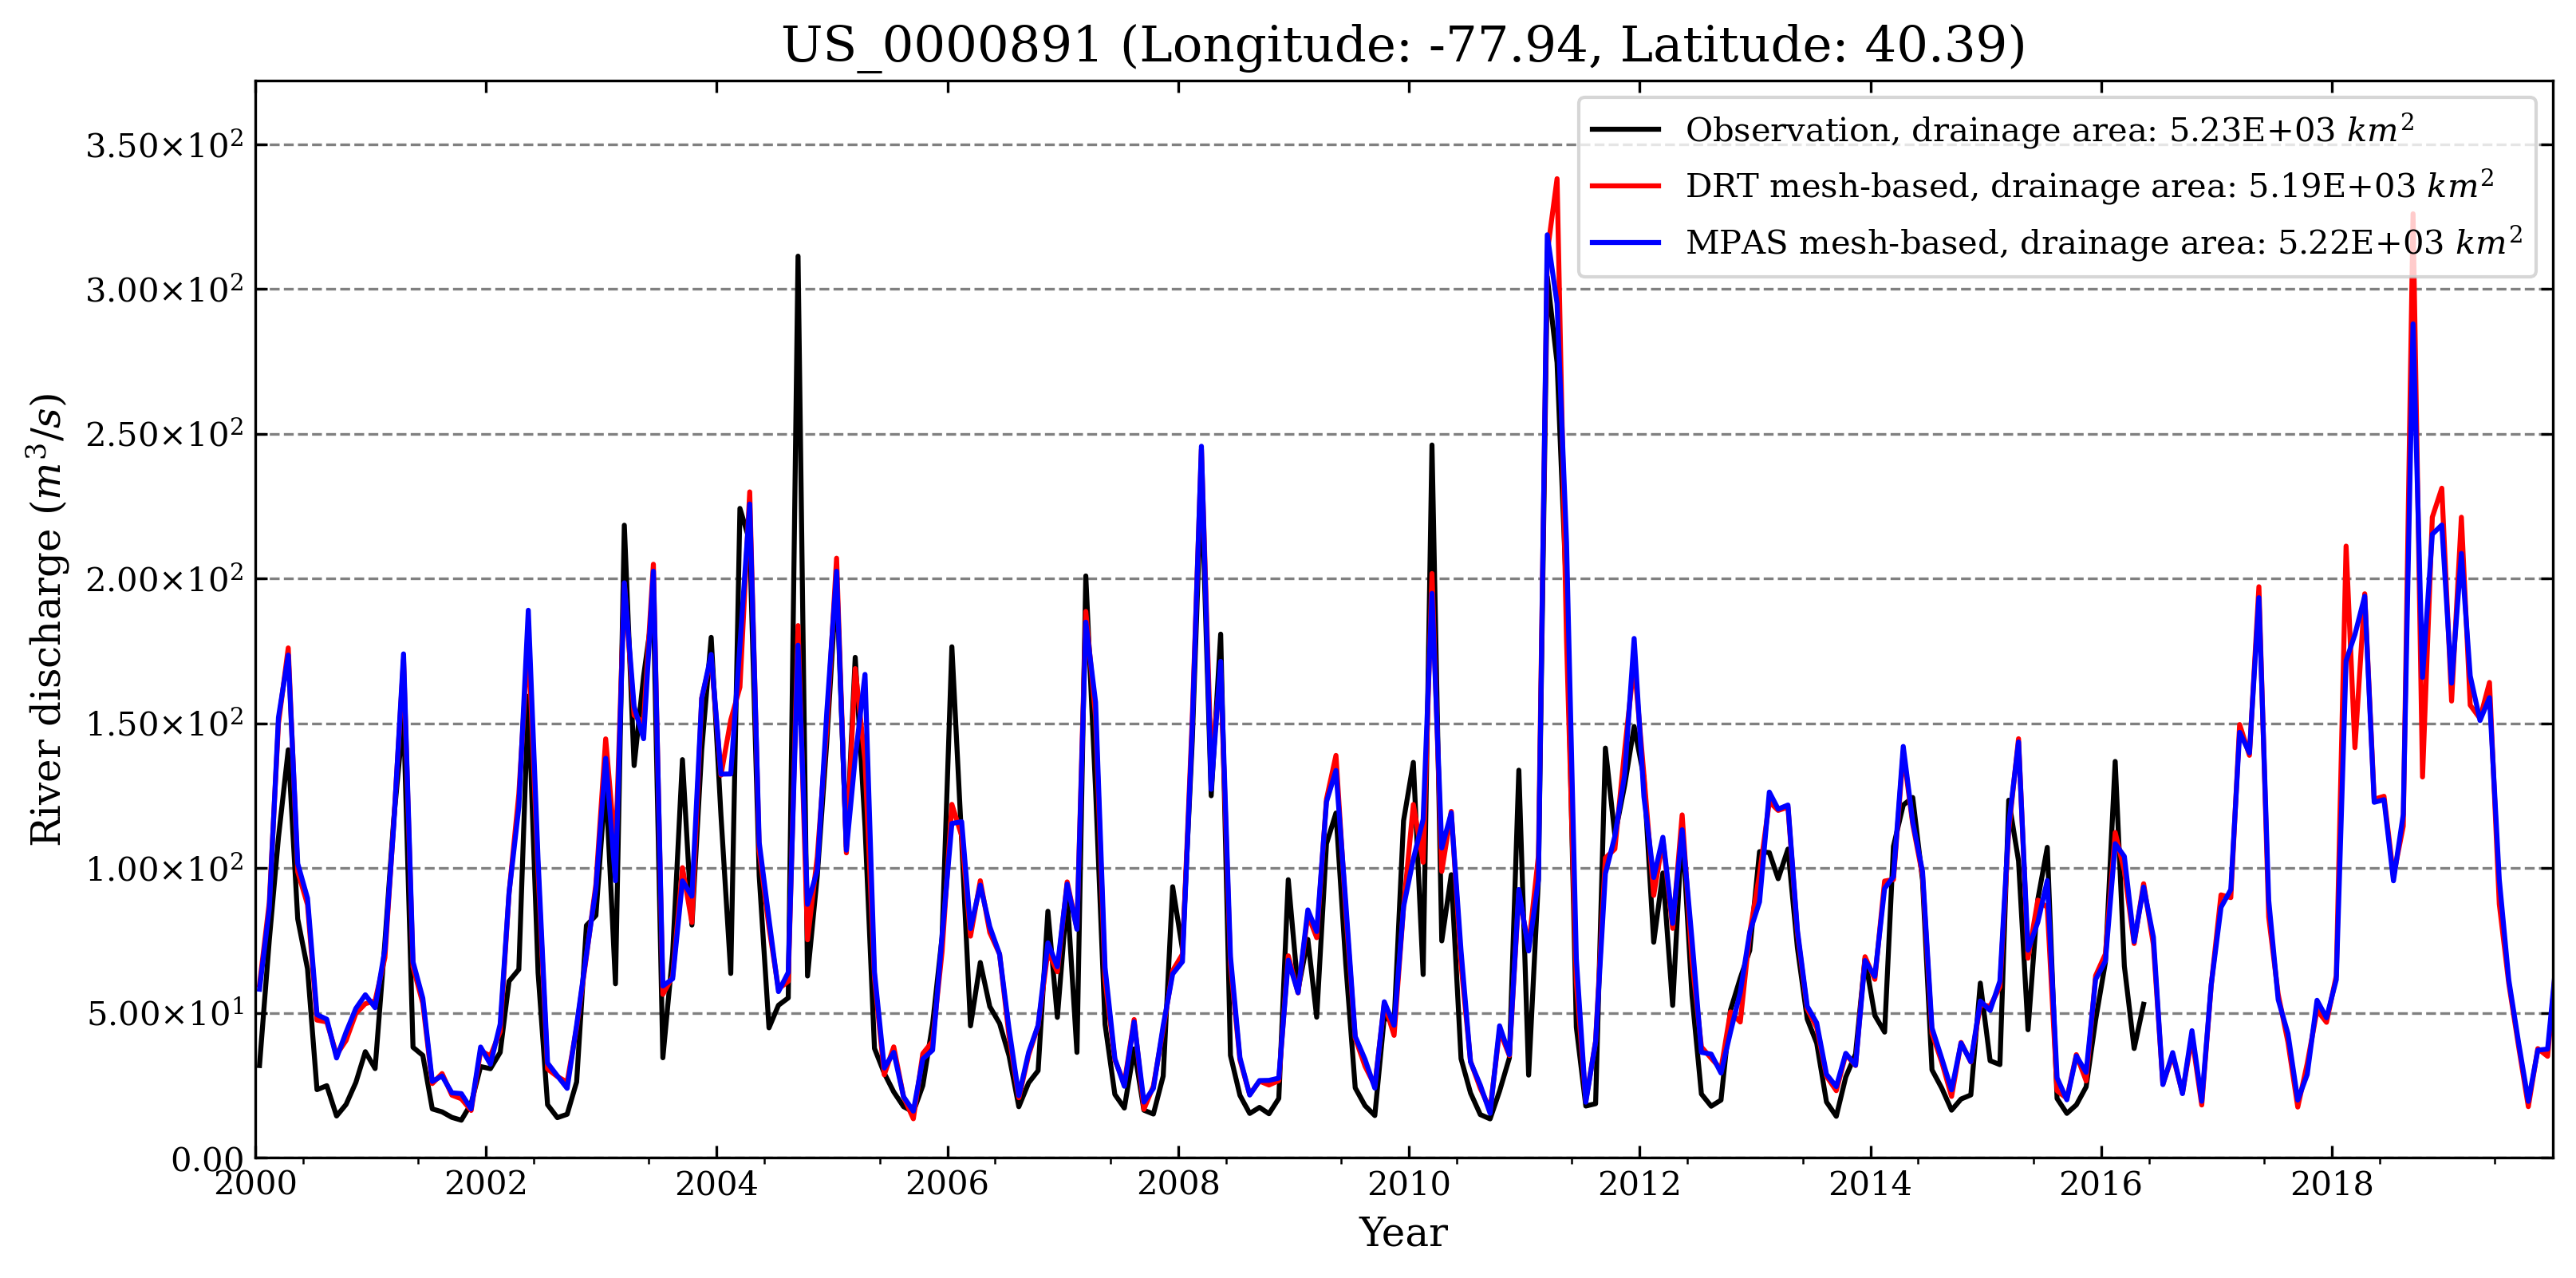 US_0000891 (Longitude: -77.94, Latitude: 40.39)
Observation, drainage area: 5.23E+03 km²
DRT mesh-based, drainage area: 5.19E+03 km²
MPAS mesh-based, drainage area: 5.22E+03 km²
River discharge (m³/s)
3.50×10²
3.00×10²
2.50×10²
2.00×10²
1.50×10²
1.00×10²
5.00×10¹
0.00
2000 2002 2004 2006 2008 2010 2012 2014 2016 2018
Year